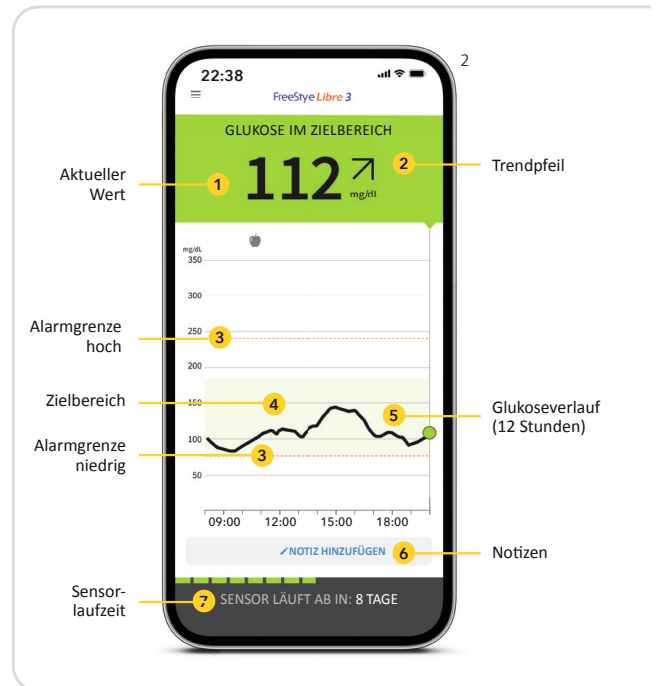 2
22:38
FreeStye Libre 3
GLUKOSE IM ZIELBEREICH
Aktueller
Wert
1
112
mg/dL
2
Trendpfeil
mg/dL
350
300
250
200
150
100
50
Alarmgrenze
hoch
3
Zielbereich
4
5
Glukoseverlauf
(12 Stunden)
Alarmgrenze
niedrig
3
09:00 12:00 15:00 18:00
NOTIZ HINZUFÜGEN
6
Notizen
Sensor-
laufzeit
7
SENSOR LÄUFT AB IN: 8 TAGE